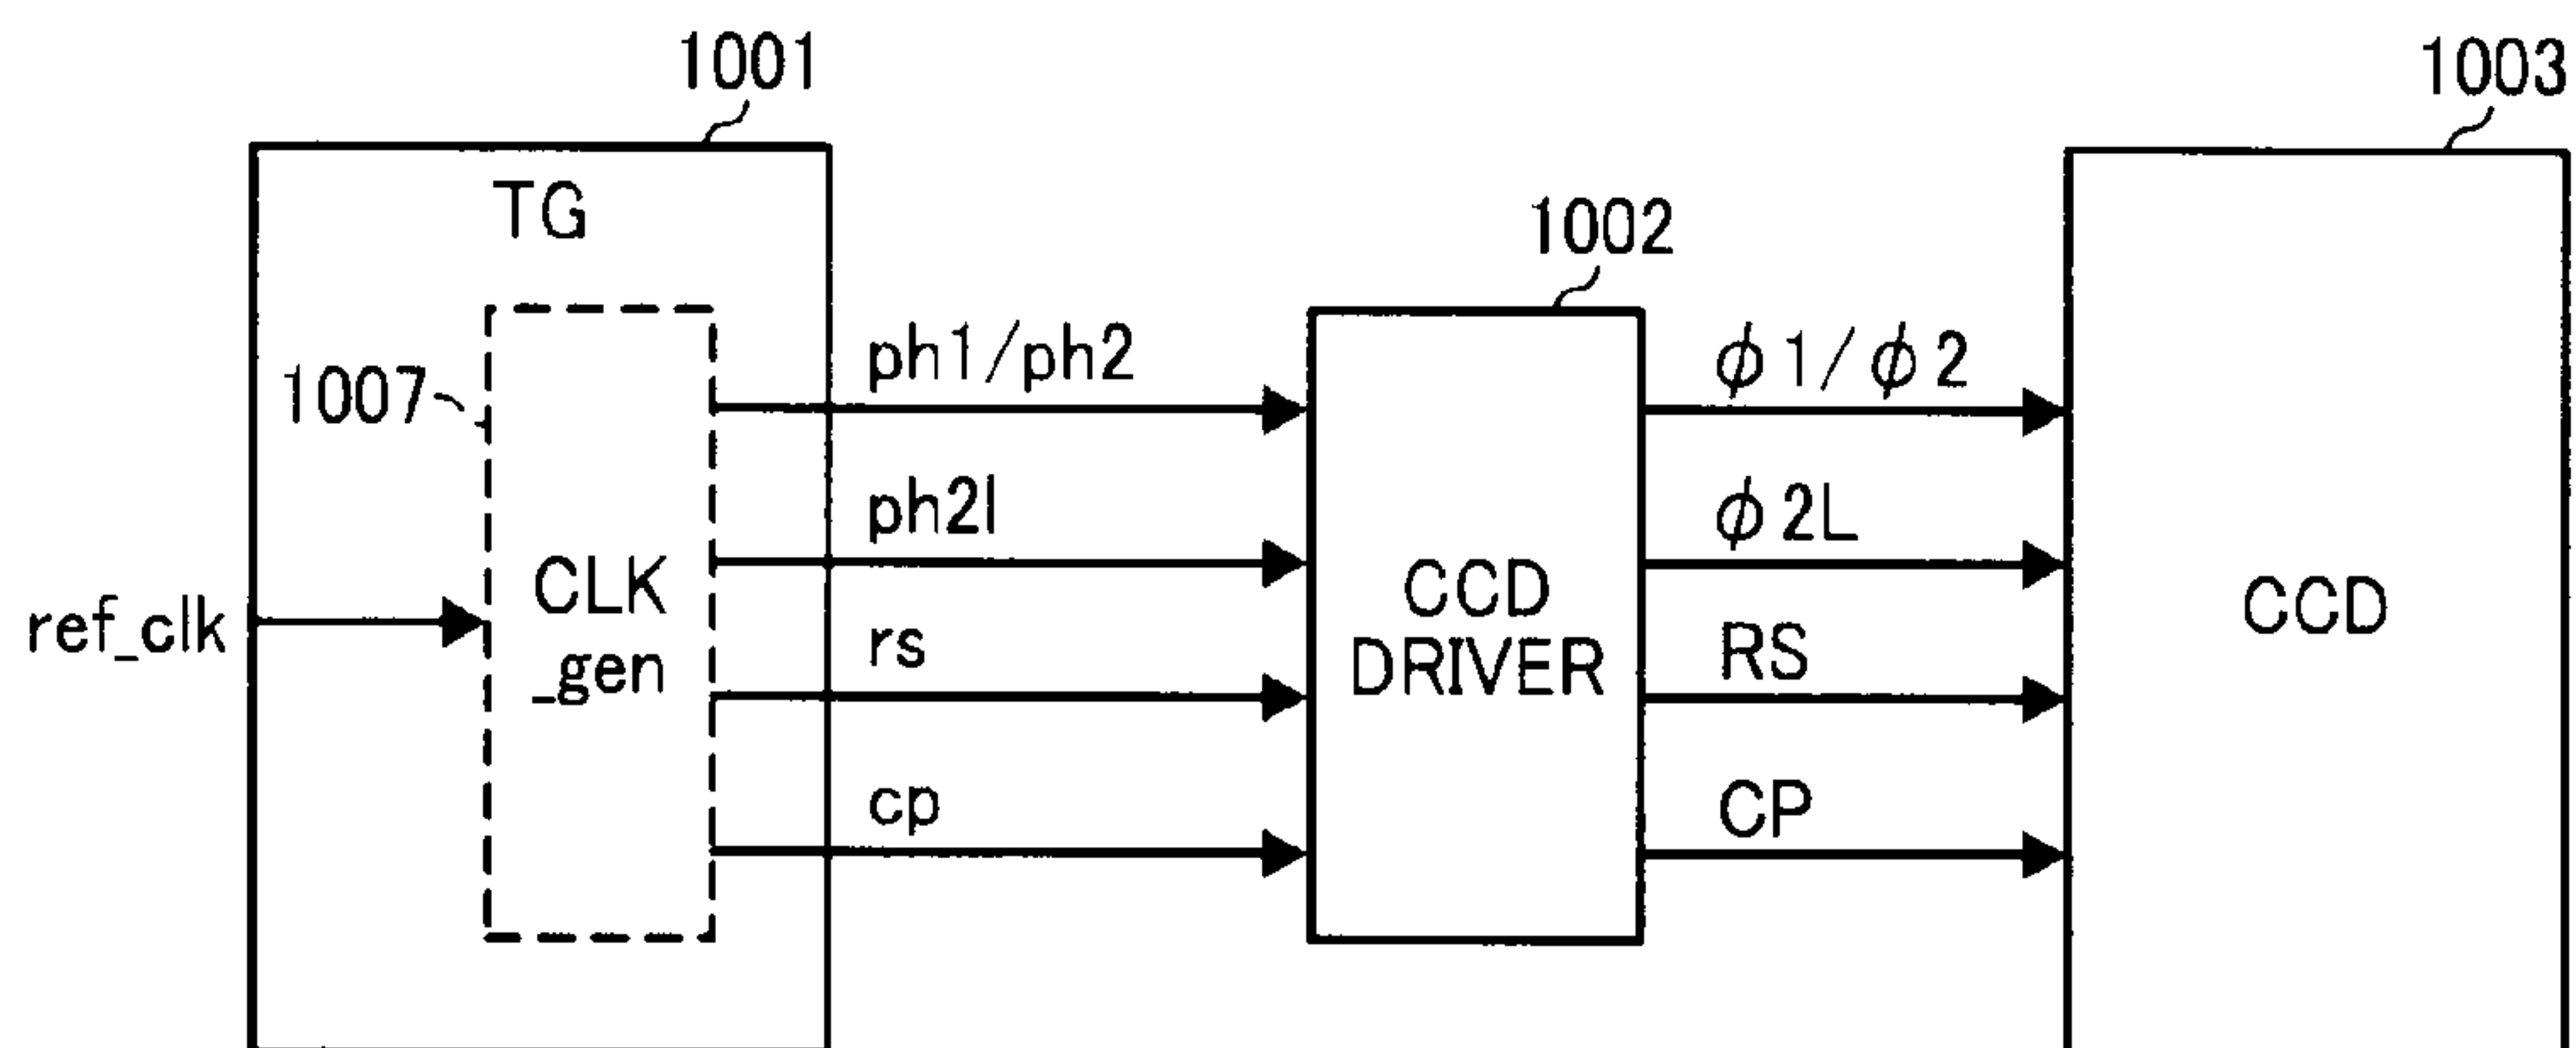 1001
1003
TG
1002
1007
ph1/ph2
ϕ1/ϕ2
ph2l
ϕ2L
ref_clk
CLK
_gen
rs
CCD
DRIVER
RS
CCD
cp
CP